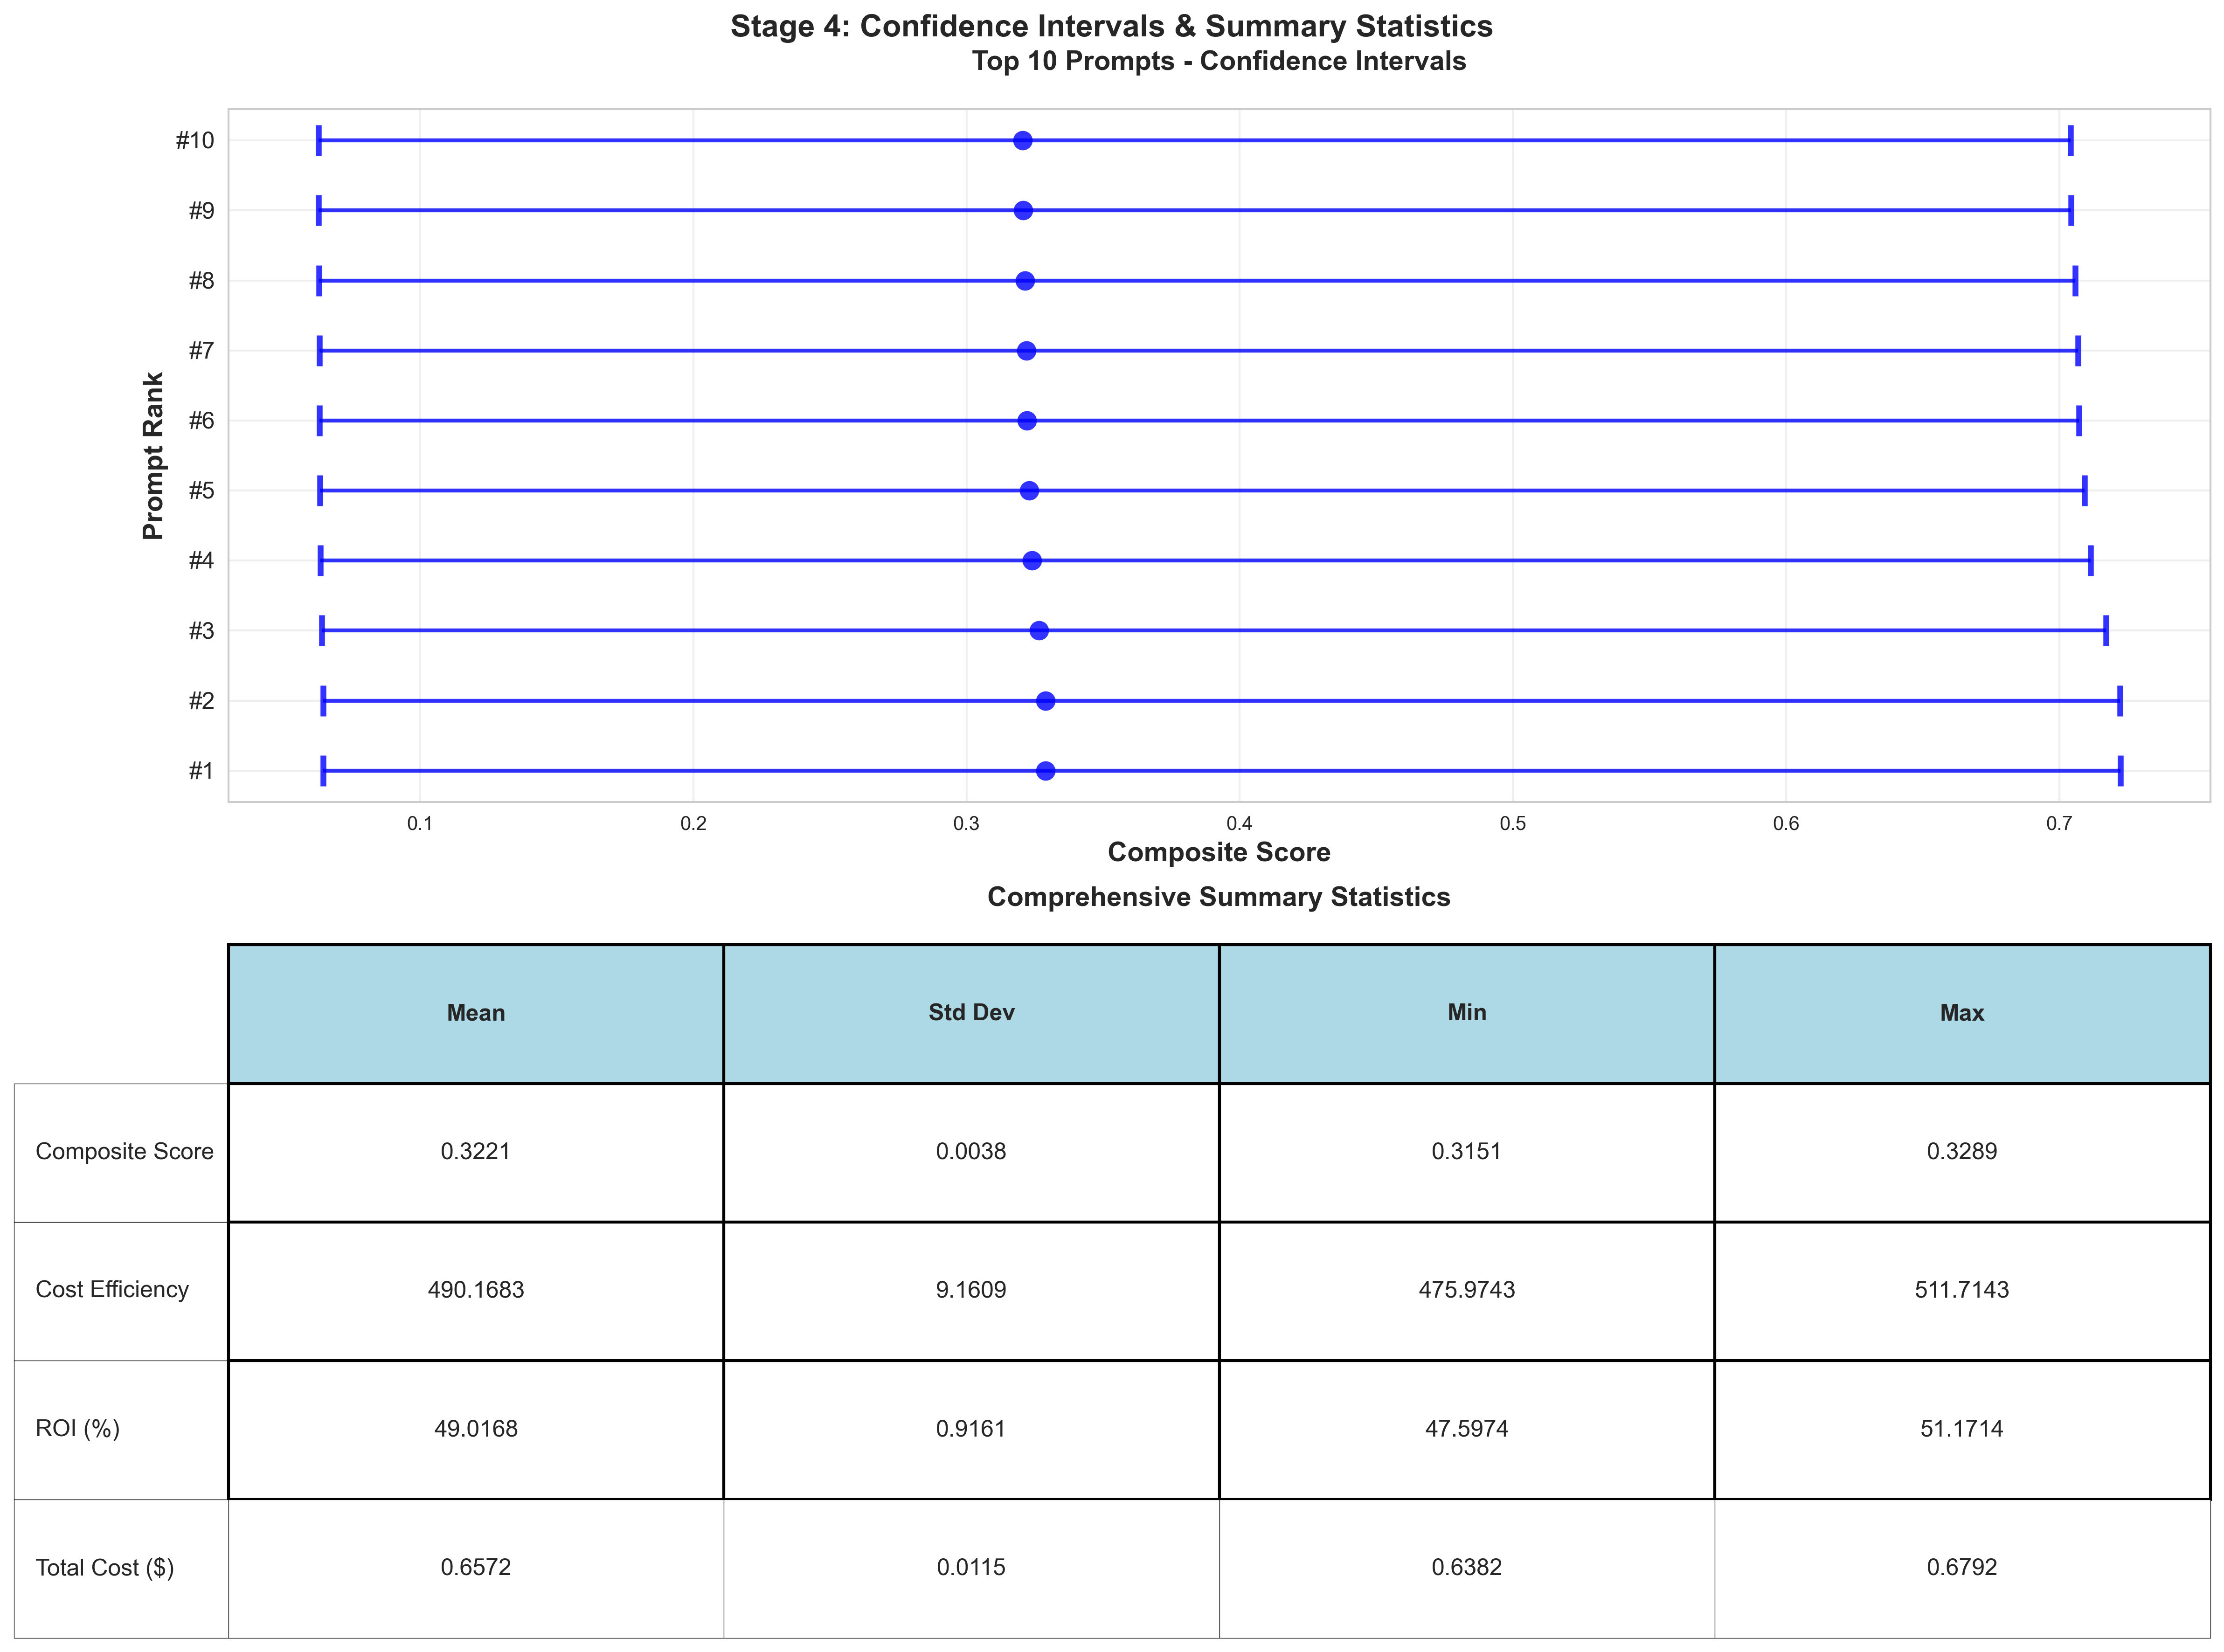 Stage 4: Confidence Intervals & Summary Statistics
Top 10 Prompts - Confidence Intervals
#10
#9
#8
#7
#6
#5
#4
#3
#2
#1
Prompt Rank
0.1 0.2 0.3 0.4 0.5 0.6 0.7
Composite Score
Comprehensive Summary Statistics
Mean Std Dev Min Max
Composite Score 0.3221 0.0038 0.3151 0.3289
Cost Efficiency 490.1683 9.1609 475.9743 511.7143
ROI (%) 49.0168 0.9161 47.5974 51.1714
Total Cost ($) 0.6572 0.0115 0.6382 0.6792